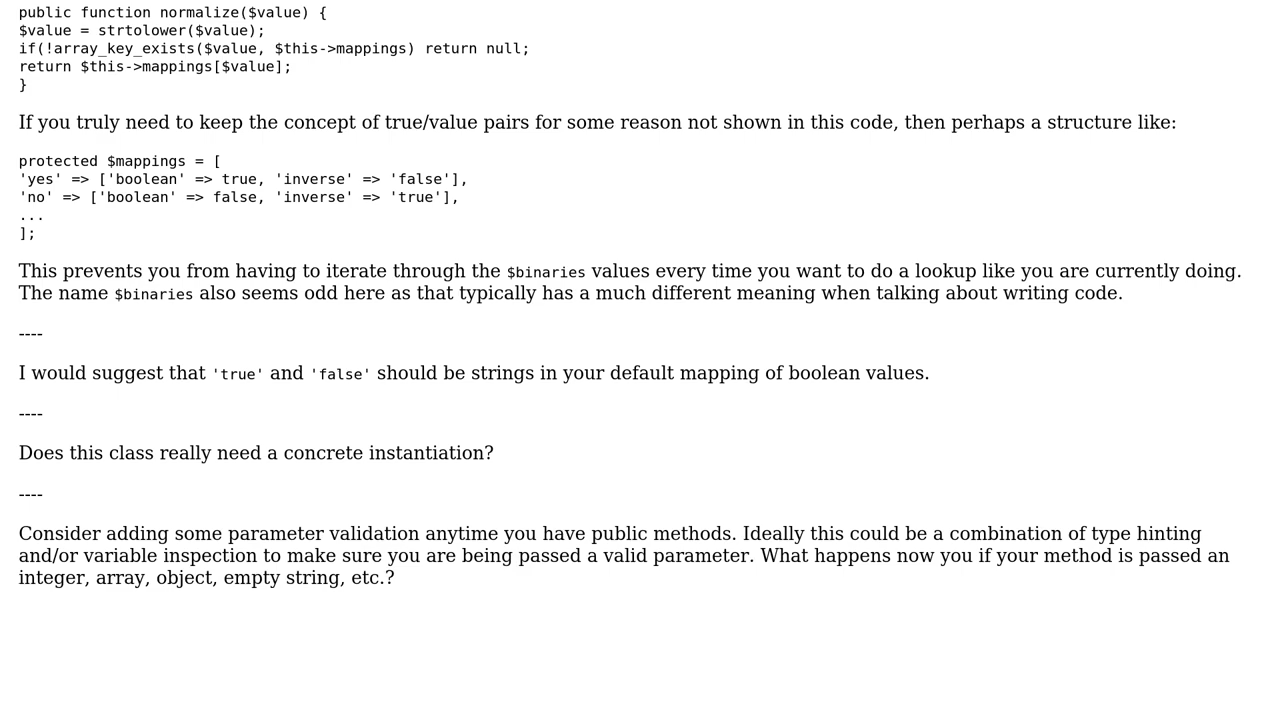 public function normalize($value) {
$value = strtolower($value);
if(!array_key_exists($value, $this->mappings) return null;
return $this->mappings[$value];
}
If you truly need to keep the concept of true/value pairs for some reason not shown in this code, then perhaps a structure like:
protected $mappings = [
'yes' => ['boolean' => true, 'inverse' => 'false'],
'no' => ['boolean' => false, 'inverse' => 'true'],
...
];
This prevents you from having to iterate through the $binaries values every time you want to do a lookup like you are currently doing.
The name $binaries also seems odd here as that typically has a much different meaning when talking about writing code.
----
I would suggest that 'true' and 'false' should be strings in your default mapping of boolean values.
----
Does this class really need a concrete instantiation?
----
Consider adding some parameter validation anytime you have public methods. Ideally this could be a combination of type hinting
and/or variable inspection to make sure you are being passed a valid parameter. What happens now you if your method is passed an
integer, array, object, empty string, etc.?